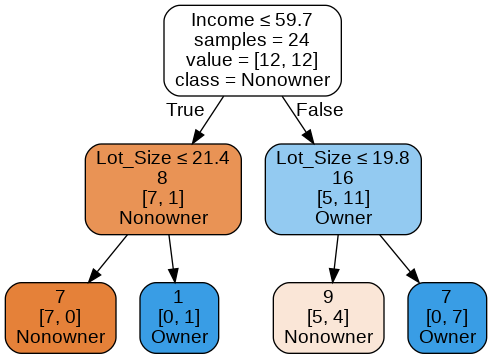 Income ≤ 59.7
samples = 24
value = [12, 12]
class = Nonowner
True
False
Lot_Size ≤ 21.4
8
[7, 1]
Nonowner
Lot_Size ≤ 19.8
16
[5, 11]
Owner
7
[7, 0]
Nonowner
1
[0, 1]
Owner
9
[5, 4]
Nonowner
7
[0, 7]
Owner